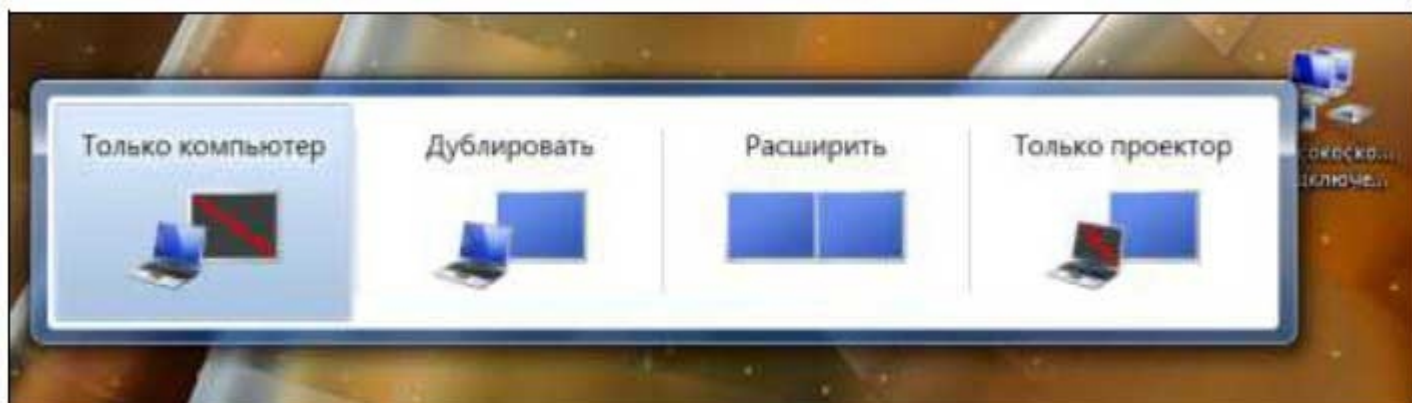 Только компьютер
Дублировать
Расширить
Только проектор